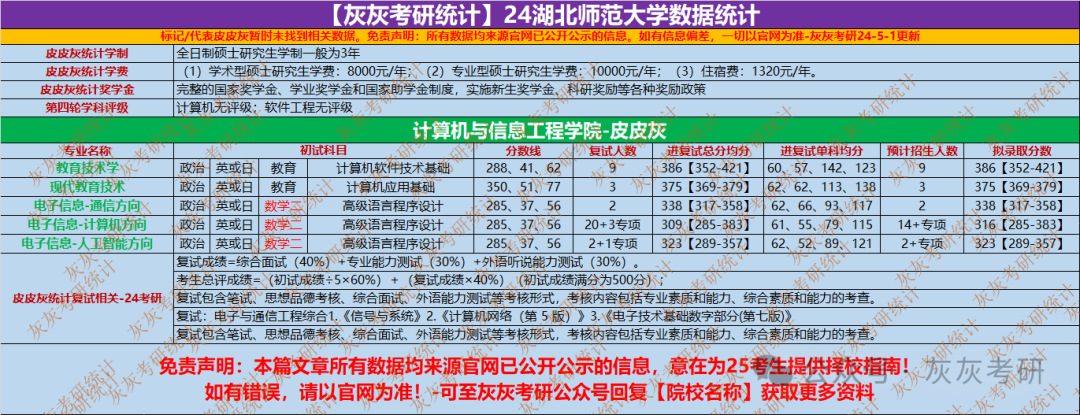 【灰灰考研统计】24湖北师范大学数据统计
标记/代表皮皮灰暂时未找到相关数据。免责声明：所有数据均来源官网已公开公示的信息。如有信息偏差，一切以官网为准-灰灰考研24-5-1更新
皮皮灰统计学制 全日制硕士研究生学制一般为3年
皮皮灰统计学费 （1）学术型硕士研究生学费：8000元/年；（2）专业型硕士研究生学费：10000元/年；（3）住宿费：1320元/年。
皮皮灰统计奖学金 完整的国家奖学金、学业奖学金和国家助学金制度，实施新生奖学金、科研奖励等各种奖励政策
第四轮学科评级 计算机无评级；软件工程无评级
计算机与信息工程学院-皮皮灰
专业名称 初试科目 分数线 复试人数 进复试总分均分 进复试单科均分 预计招生人数 拟录取分数
教育技术学 政治 英或日 教育 计算机软件技术基础 288、41、62 9 386【352-421】 60、57、142、123 9 386【352-421】
现代教育技术 政治 英或日 教育 计算机应用基础 350、51、77 3 375【369-379】 62、62、113、138 3 375【369-379】
电子信息-通信方向 政治 英或日 数学二 高级语言程序设计 285、37、56 2 338【317-358】 62、66、93、117 2 338【317-358】
电子信息-计算机方向 政治 英或日 数学二 高级语言程序设计 285、37、56 20+3专项 309【285-383】 61、55、79、115 14+专项 316【285-383】
电子信息-人工智能方向 政治 英或日 数学二 高级语言程序设计 285、37、56 2+1专项 323【289-357】 62、52、89、121 2+专项 323【289-357】
皮皮灰统计复试相关-24考研
复试成绩=综合面试（40%）+专业能力测试（30%）+外语听说能力测试（30%）。
考生总评成绩=（初试成绩÷5×60%）+（复试成绩×40%）（初试成绩满分为500分）；
复试包含笔试、思想品德考核、综合面试、外语能力测试等考核形式，考核内容包括专业素质和能力、综合素质和能力的考查。
复试：电子与通信工程综合1.《信号与系统》2.《计算机网络（第5版）》3.《电子技术基础数字部分(第七版)》
复试包含笔试、思想品德考核、综合面试、外语能力测试等考核形式，考核内容包括专业素质和能力、综合素质和能力的考查。
免责声明：本篇文章所有数据均来源官网已公开公示的信息，意在为25考生提供择校指南！
如有错误，请以官网为准！-可至灰灰考研公众号回复【院校名称】获取更多资料